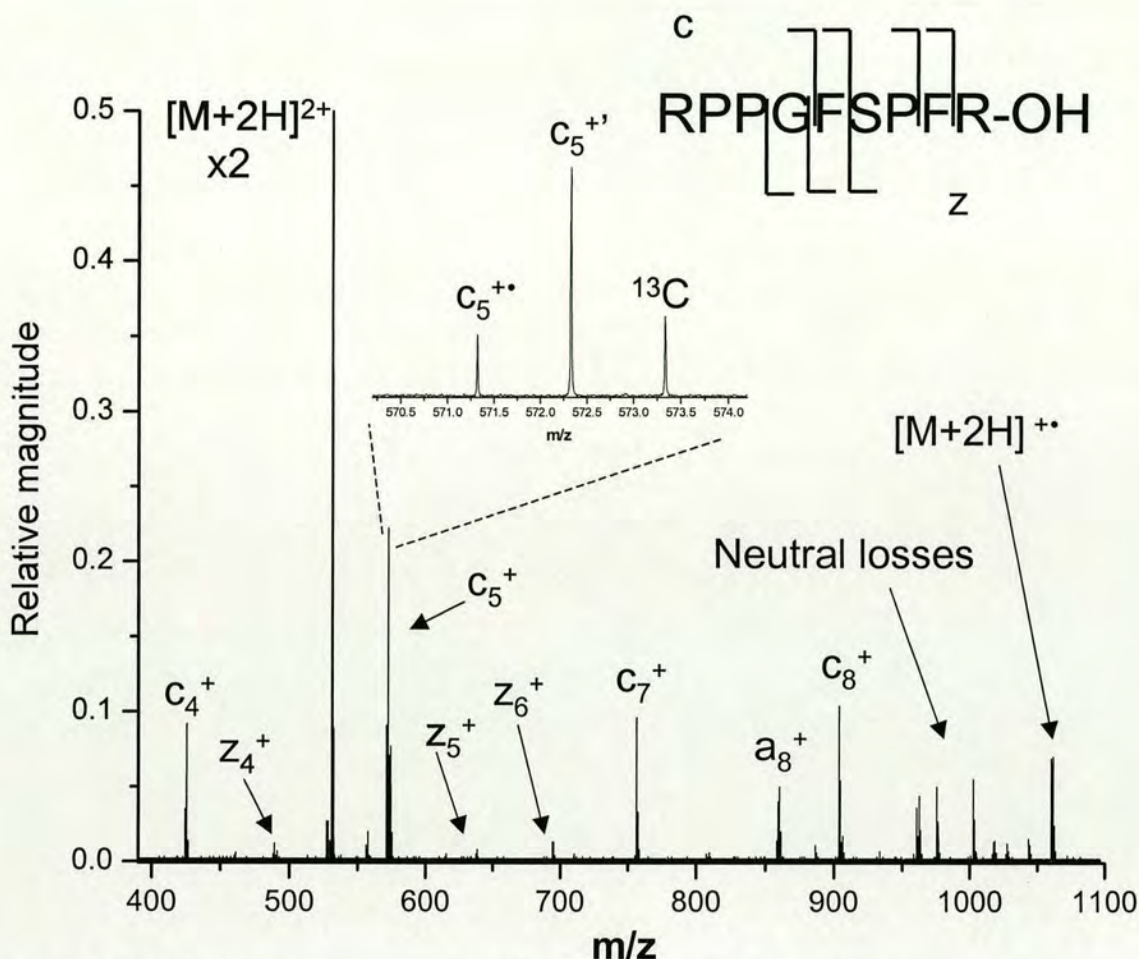 c
RPPGFSPFR-OH
z
0.5
0.4
0.3
0.2
0.1
0.0
Relative magnitude
[M+2H]²⁺
x2
c₅⁺'
c₅⁺•
¹³C
570.5 571.0 571.5 572.0 572.5 573.0 573.5 574.0
m/z
[M+2H] ⁺•
Neutral losses
c₅⁺
c₄⁺
z₄⁺
z₅⁺
z₆⁺
c₇⁺
a₈⁺
c₈⁺
400 500 600 700 800 900 1000 1100
m/z